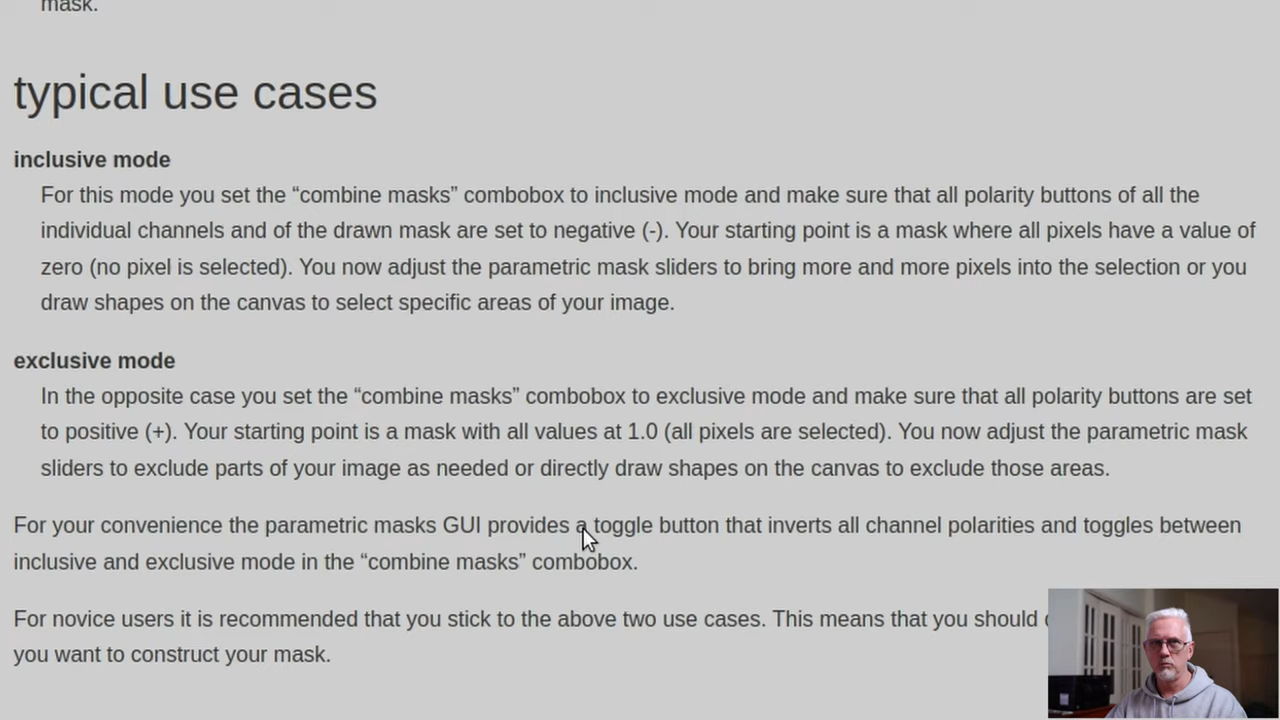 mask.
typical use cases
inclusive mode
For this mode you set the “combine masks” combobox to inclusive mode and make sure that all polarity buttons of all the
individual channels and of the drawn mask are set to negative (-). Your starting point is a mask where all pixels have a value of
zero (no pixel is selected). You now adjust the parametric mask sliders to bring more and more pixels into the selection or you
draw shapes on the canvas to select specific areas of your image.
exclusive mode
In the opposite case you set the “combine masks” combobox to exclusive mode and make sure that all polarity buttons are set
to positive (+). Your starting point is a mask with all values at 1.0 (all pixels are selected). You now adjust the parametric mask
sliders to exclude parts of your image as needed or directly draw shapes on the canvas to exclude those areas.
For your convenience the parametric masks GUI provides a toggle button that inverts all channel polarities and toggles between
inclusive and exclusive mode in the “combine masks” combobox.
For novice users it is recommended that you stick to the above two use cases. This means that you should
you want to construct your mask.